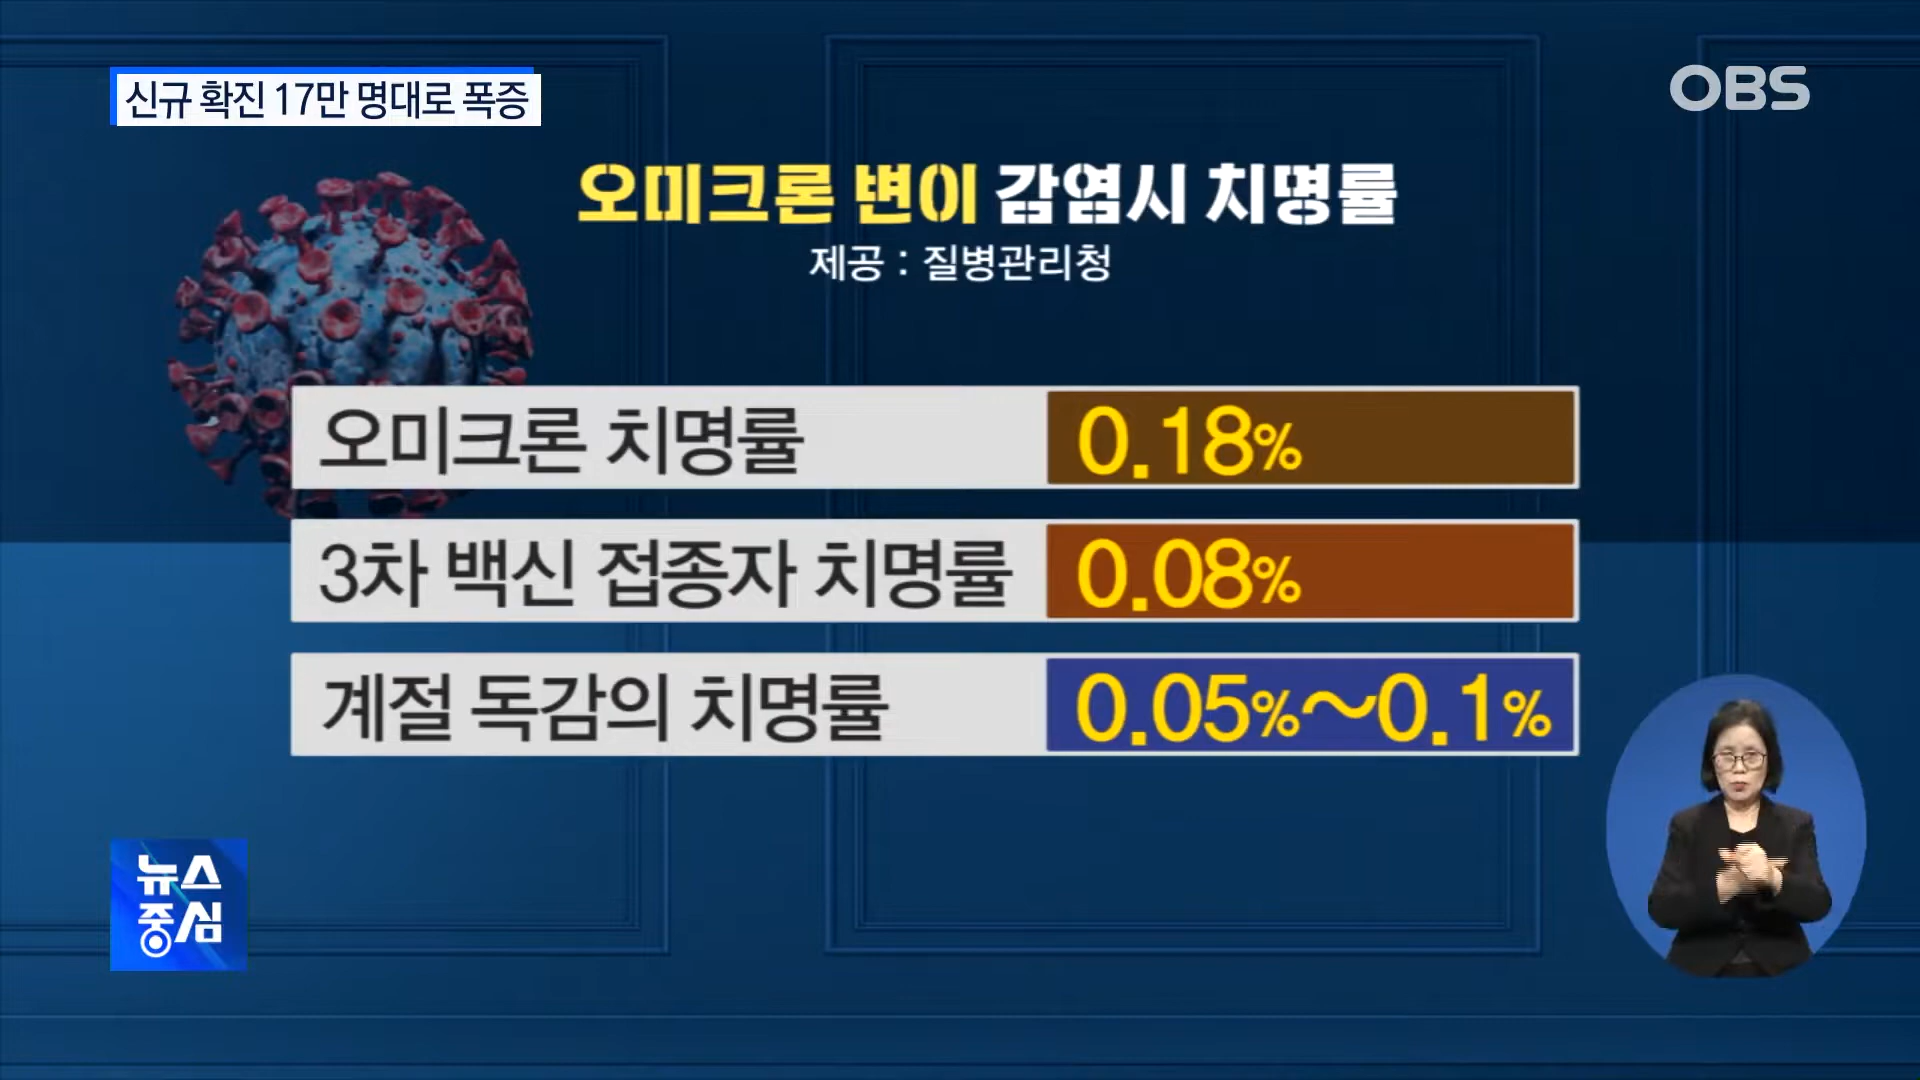 신규 확진 17만 명대로 폭증
OBS
오미크론 변이 감염시 치명률
제공 : 질병관리청
오미크론 치명률 0.18%
3차 백신 접종자 치명률 0.08%
계절 독감의 치명률 0.05%~0.1%
뉴스
중심